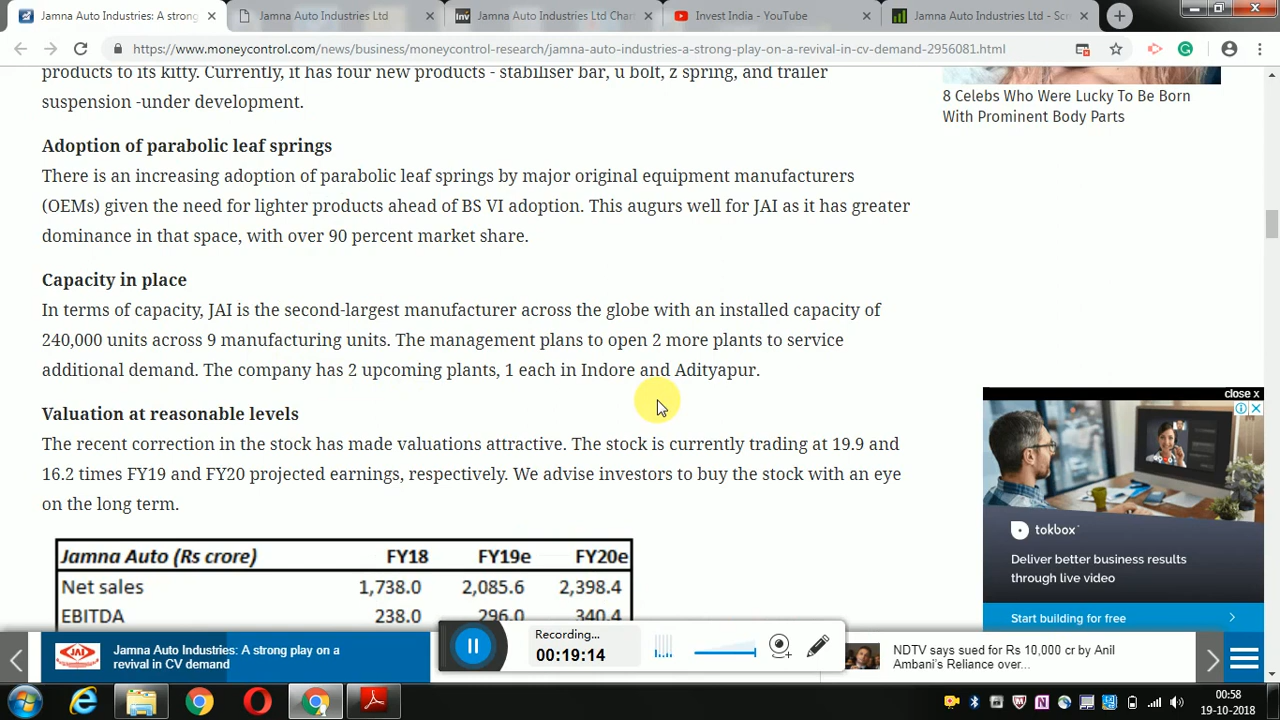 Jamna Auto Industries: A strong
Jamna Auto Industries Ltd
Jamna Auto Industries Ltd Char
Invest India - YouTube
Jamna Auto Industries Ltd - Scr
https://www.moneycontrol.com/news/business/moneycontrol-research/jamna-auto-industries-a-strong-play-on-a-revival-in-cv-demand-2956081.html
products to its kitty. Currently, it has four new products - stabiliser bar, u bolt, z spring, and trailer
suspension -under development.
8 Celebs Who Were Lucky To Be Born
With Prominent Body Parts
Adoption of parabolic leaf springs
There is an increasing adoption of parabolic leaf springs by major original equipment manufacturers
(OEMs) given the need for lighter products ahead of BS VI adoption. This augurs well for JAI as it has greater
dominance in that space, with over 90 percent market share.
Capacity in place
In terms of capacity, JAI is the second-largest manufacturer across the globe with an installed capacity of
240,000 units across 9 manufacturing units. The management plans to open 2 more plants to service
additional demand. The company has 2 upcoming plants, 1 each in Indore and Adityapur.
Valuation at reasonable levels
The recent correction in the stock has made valuations attractive. The stock is currently trading at 19.9 and
16.2 times FY19 and FY20 projected earnings, respectively. We advise investors to buy the stock with an eye
on the long term.
close x
tokbox
Deliver better business results
through live video
Start building for free
Jamna Auto (Rs crore) FY18 FY19e FY20e
Net sales 1,738.0 2,085.6 2,398.4
EBITDA 238.0 296.0 340.4
Recording...
00:19:14
JAI
Jamna Auto Industries: A strong play on a
revival in CV demand
NDTV says sued for Rs 10,000 cr by Anil
Ambani's Reliance over...
00:58
19-10-2018